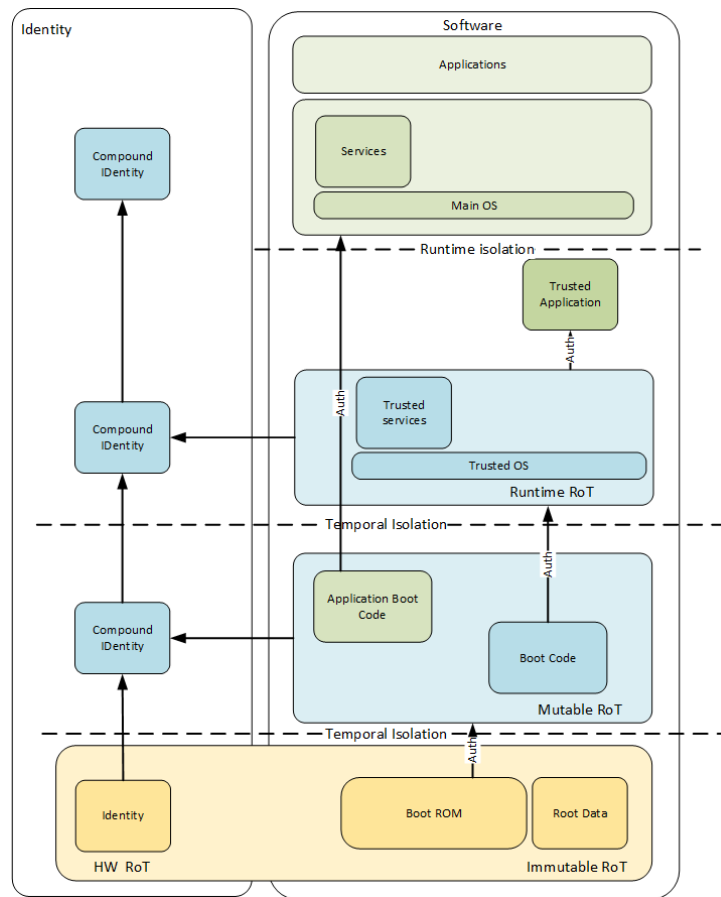 Identity
Software
Applications
Compound
IDentity
Services
Main OS
Runtime isolation
Trusted
Application
Auth
Auth
Compound
IDentity
Trusted
services
Trusted OS
Runtime RoT
Temporal Isolation
Auth
Compound
IDentity
Application Boot
Code
Boot Code
Mutable RoT
Temporal Isolation
Auth
Identity
Boot ROM
Root Data
HW RoT
Immutable RoT